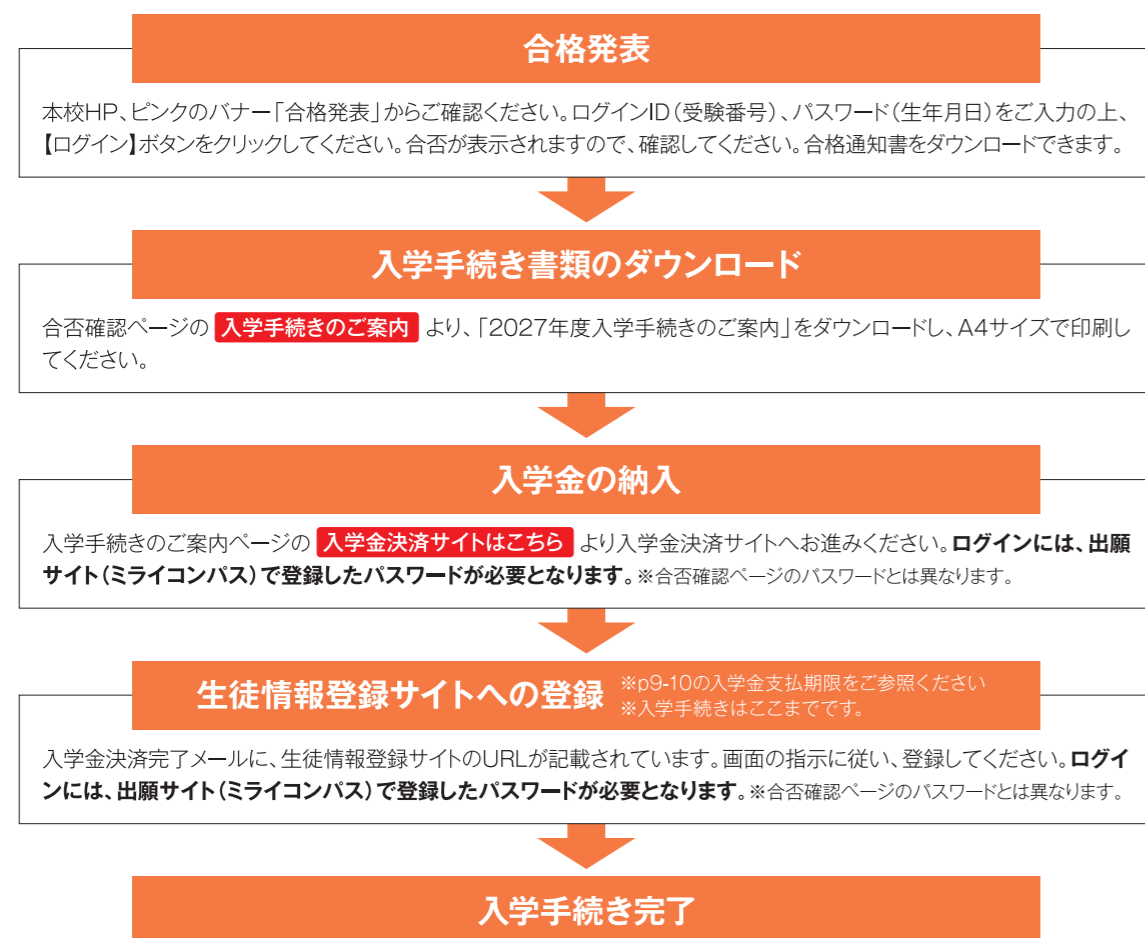 合格発表
本校HP、ピンクのバナー「合格発表」からご確認ください。ログインID（受験番号）、パスワード（生年月日）をご入力の上、
【ログイン】ボタンをクリックしてください。合否が表示されますので、確認してください。合格通知書をダウンロードできます。
入学手続き書類のダウンロード
合否確認ページの 入学手続きのご案内 より、「2027年度入学手続きのご案内」をダウンロードし、A4サイズで印刷し
てください。
入学金の納入
入学手続きのご案内ページの 入学金決済サイトはこちら より入学金決済サイトへお進みください。ログインには、出願
サイト（ミライコンパス）で登録したパスワードが必要となります。※合否確認ページのパスワードとは異なります。
生徒情報登録サイトへの登録
※p9-10の入学金支払期限をご参照ください
※入学手続きはここまでです。
入学金決済完了メールに、生徒情報登録サイトのURLが記載されています。画面の指示に従い、登録してください。ログイ
ンには、出願サイト（ミライコンパス）で登録したパスワードが必要となります。※合否確認ページのパスワードとは異なります。
入学手続き完了